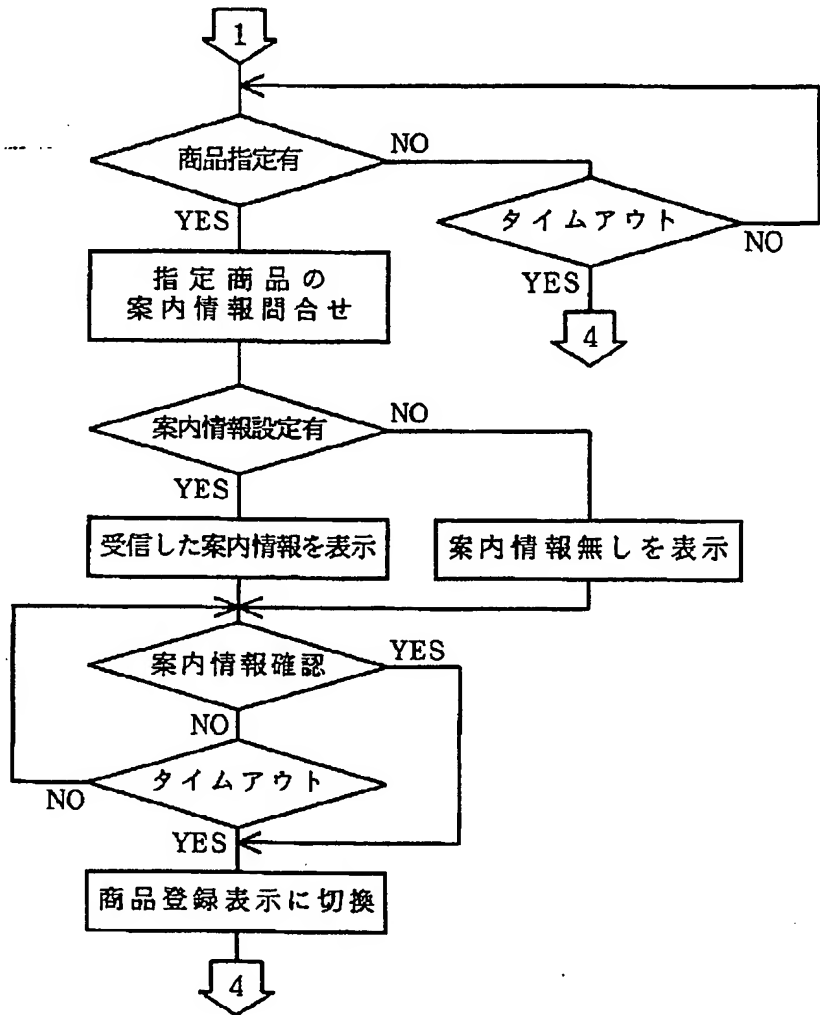 1
商品指定有
NO
YES
タイムアウト
NO
YES
4
指定商品の
案内情報問合せ
案内情報設定有
NO
YES
受信した案内情報を表示
案内情報無しを表示
案内情報確認
YES
NO
タイムアウト
NO
YES
商品登録表示に切換
4